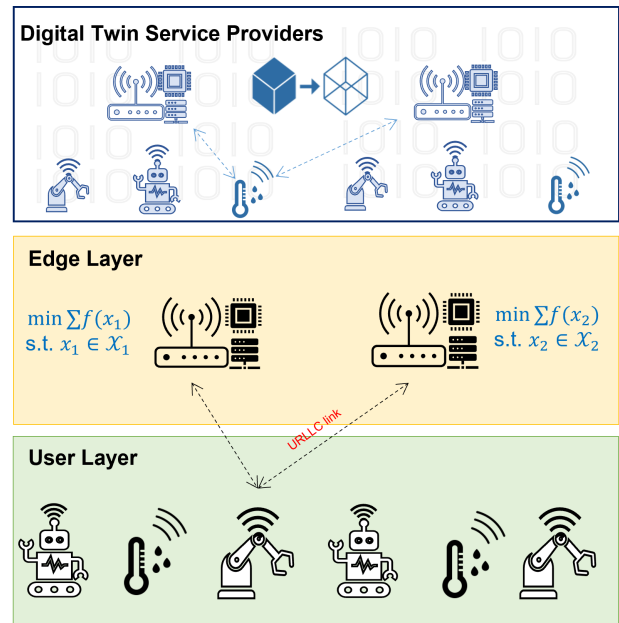 Digital Twin Service Providers
Edge Layer
min ∑f(x₁)
s.t. x₁ ∈ 𝒳₁
min ∑f(x₂)
s.t. x₂ ∈ 𝒳₂
URLLC link
User Layer